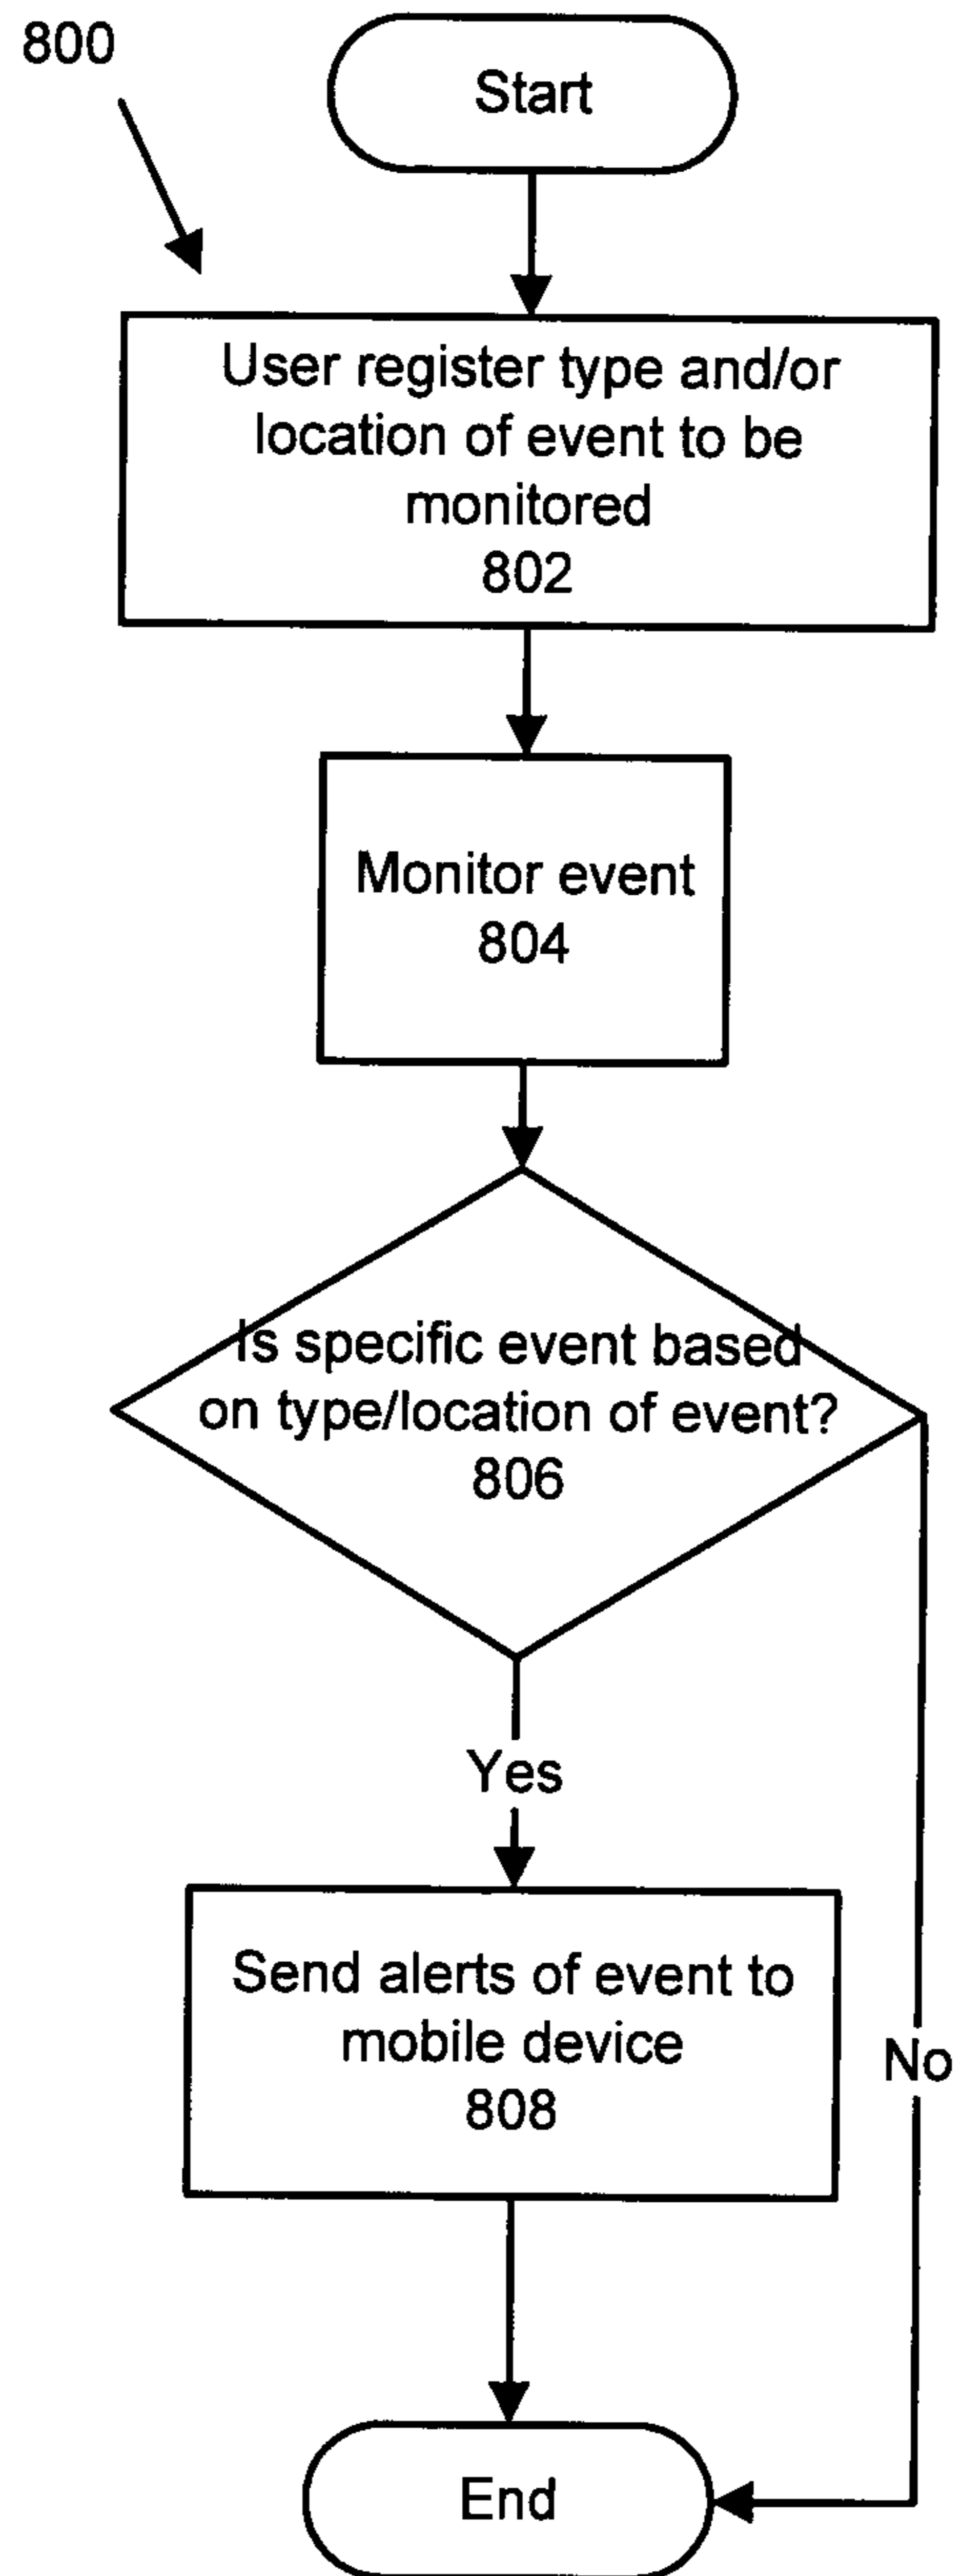 800
Start
User register type and/or
location of event to be
monitored
802
Monitor event
804
Is specific event based
on type/location of event?
806
Yes
Send alerts of event to
mobile device
808
No
End